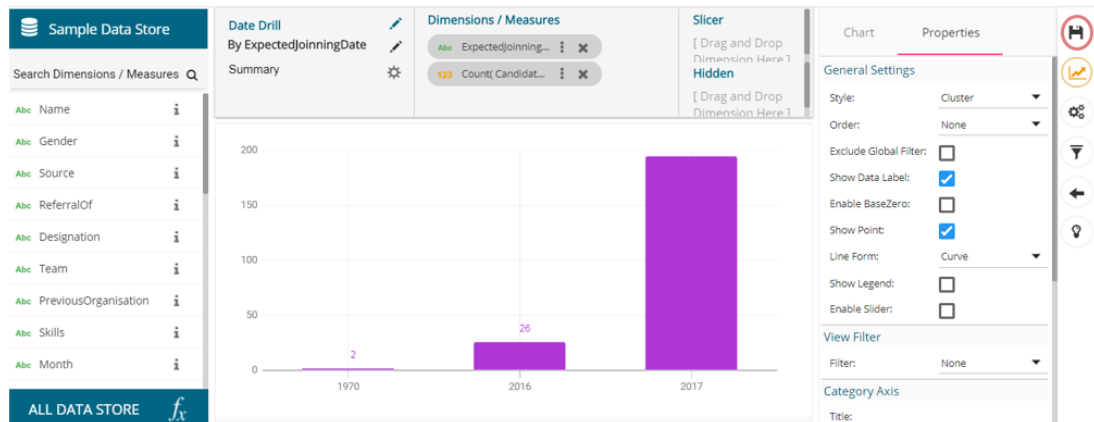 Sample Data Store
Search Dimensions / Measures
Abc Name
Abc Gender
Abc Source
Abc ReferralOf
Abc Designation
Abc Team
Abc PreviousOrganisation
Abc Skills
Abc Month
ALL DATA STORE fx
Date Drill
By ExpectedJoinningDate
Summary
Dimensions / Measures
Abc ExpectedJoinning...
123 Count( Candidat...
Slicer
[ Drag and Drop
Dimension Here ]
Hidden
[ Drag and Drop
Dimension Here ]
200
150
100
50
0
2
26
1970
2016
2017
Chart Properties
General Settings
Style: Cluster
Order: None
Exclude Global Filter:
Show Data Label:
Enable BaseZero:
Show Point:
Line Form: Curve
Show Legend:
Enable Slider:
View Filter
Filter: None
Category Axis
Title: